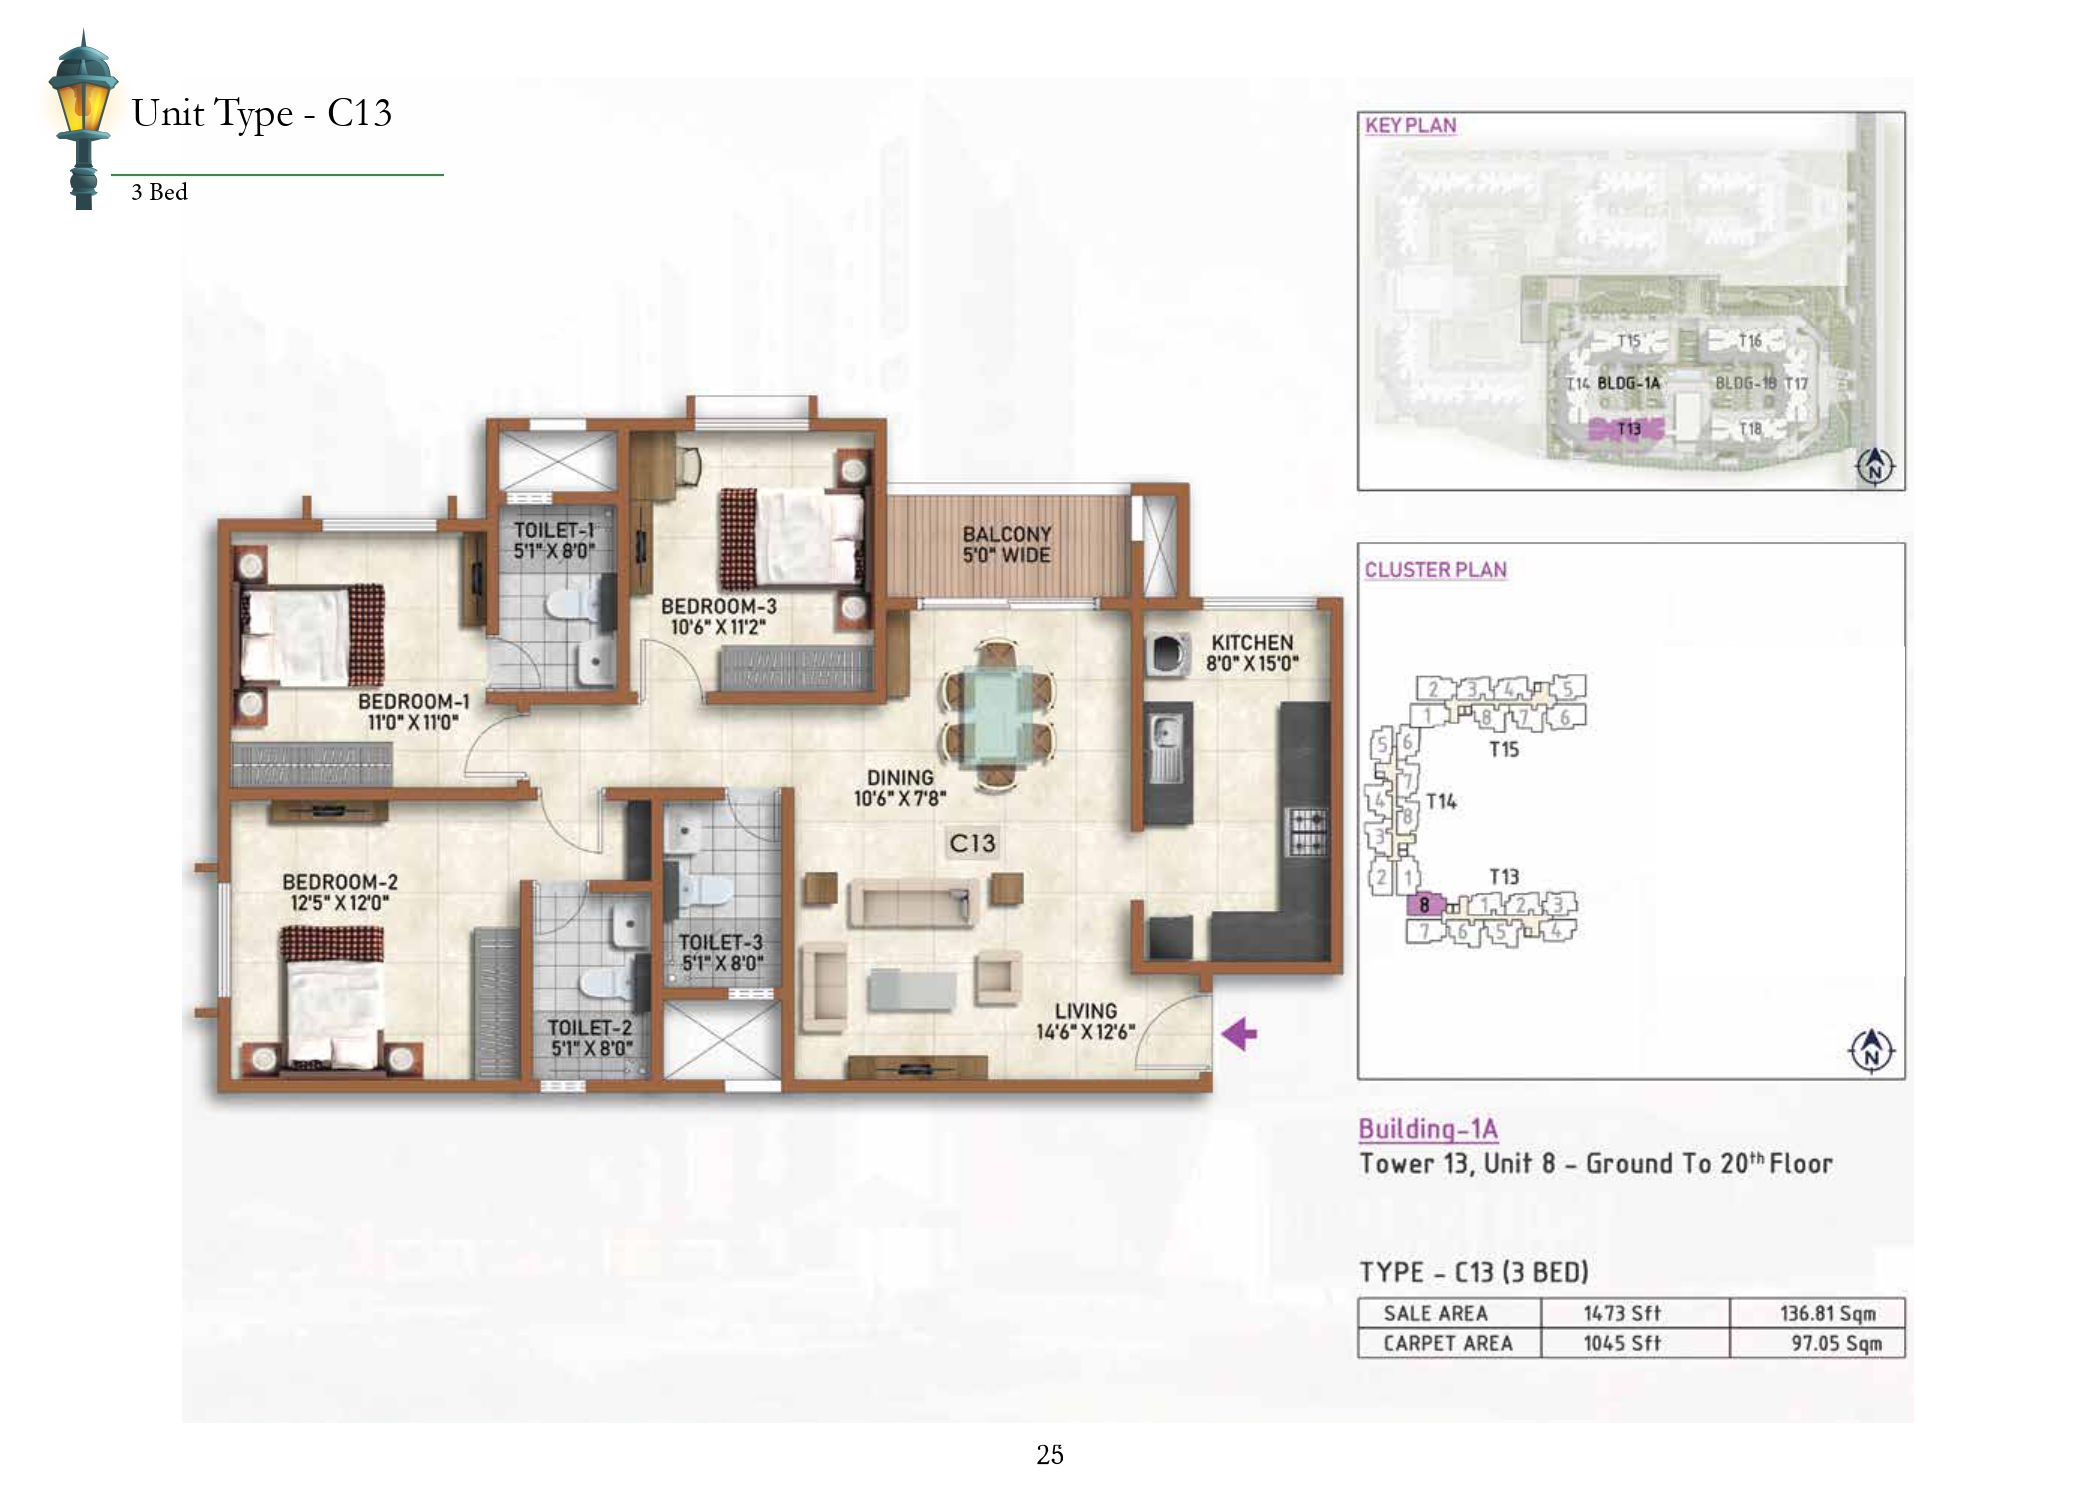 Unit Type - C13
3 Bed
TOILET-1
5'1" X 8'0"
BEDROOM-3
10'6" X 11'2"
BALCONY
5'0" WIDE
KITCHEN
8'0" X 15'0"
BEDROOM-1
11'0" X 11'0"
DINING
10'6" X 7'8"
C13
BEDROOM-2
12'5" X 12'0"
TOILET-3
5'1" X 8'0"
TOILET-2
5'1" X 8'0"
LIVING
14'6" X 12'6"
KEY PLAN
T15
T16
T14
BLDG-1A
BLDG-1B
T17
T13
T18
N
CLUSTER PLAN
2
3
4
5
1
8
7
6
T15
5
6
7
4
T14
8
3
2
1
T13
8
1
2
3
7
6
5
4
N
Building-1A
Tower 13, Unit 8 – Ground To 20th Floor
TYPE – C13 (3 BED)
SALE AREA 1473 Sft 136.81 Sqm
CARPET AREA 1045 Sft 97.05 Sqm
25